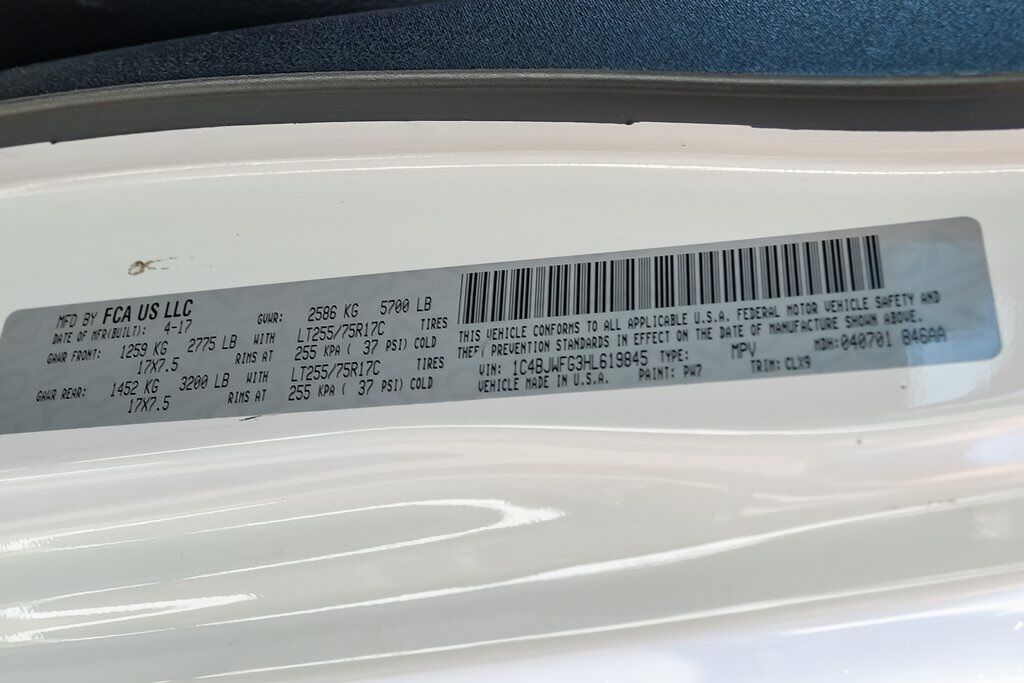 MFD BY FCA US LLC
DATE OF MFR(BUILT): 4-17
GVWR: 2586 KG 5700 LB
GAWR FRONT: 1259 KG 2775 LB WITH LT255/75R17C TIRES
17X7.5 RIMS AT 255 KPA ( 37 PSI) COLD
GAWR REAR: 1452 KG 3200 LB WITH LT255/75R17C TIRES
17X7.5 RIMS AT 255 KPA ( 37 PSI) COLD
THIS VEHICLE CONFORMS TO ALL APPLICABLE U.S.A. FEDERAL MOTOR VEHICLE SAFETY AND
THEFT PREVENTION STANDARDS IN EFFECT ON THE DATE OF MANUFACTURE SHOWN ABOVE.
VIN: 1C4BJWFG3HL619845 TYPE: MPV MDH:040701 846AA
VEHICLE MADE IN U.S.A. PAINT: PW7 TRIM: CLX9